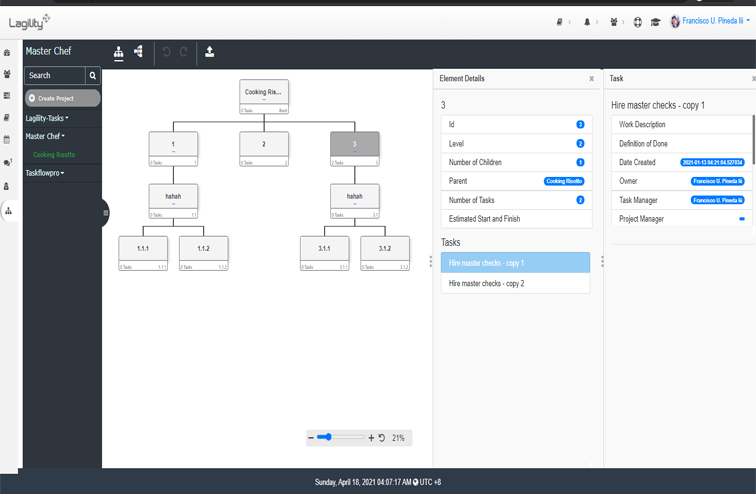 Lagility
Francisco U. Pineda Iii
Master Chef
Search
Create Project
Lagility-Tasks
Master Chef
Cooking Risotto
Taskflowpro
Cooking Ris...
0 Tasks Root
1
0 Tasks 1
2
0 Tasks 2
3
2 Tasks 3
hahah
0 Tasks 1.1
hahah
0 Tasks 3.1
1.1.1
0 Tasks 1.1.1
1.1.2
0 Tasks 1.1.2
3.1.1
0 Tasks 3.1.1
3.1.2
0 Tasks 3.1.2
21%
Element Details
3
Id 3
Level 2
Number of Children 1
Parent Cooking Risotto
Number of Tasks 2
Estimated Start and Finish
Tasks
Hire master checks - copy 1
Hire master checks - copy 2
Task
Hire master checks - copy 1
Work Description
Definition of Done
Date Created 2021-01-13 04:21:04.527034
Owner Francisco U. Pineda Iii
Task Manager Francisco U. Pineda Iii
Project Manager
Sunday, April 18, 2021 04:07:17 AM UTC +8